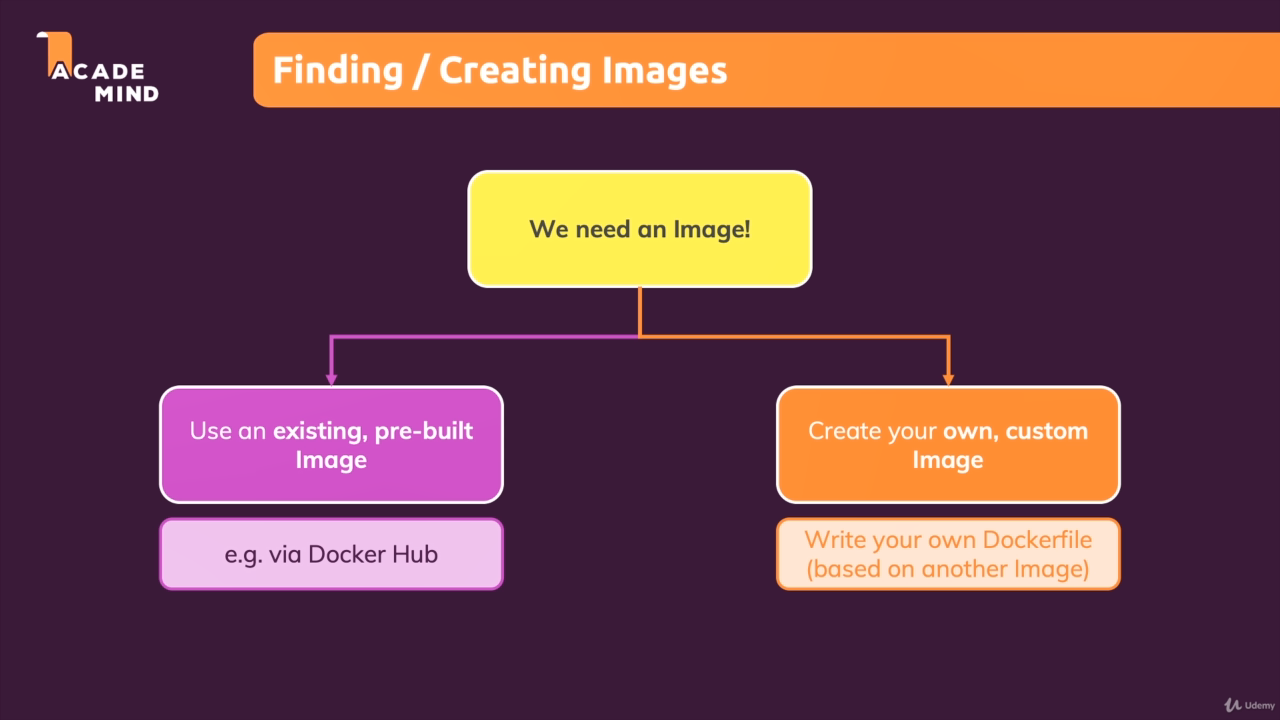 ACADE
MIND
Finding / Creating Images
We need an Image!
Use an existing, pre-built
Image
Create your own, custom
Image
e.g. via Docker Hub
Write your own Dockerfile
(based on another Image)
Udemy